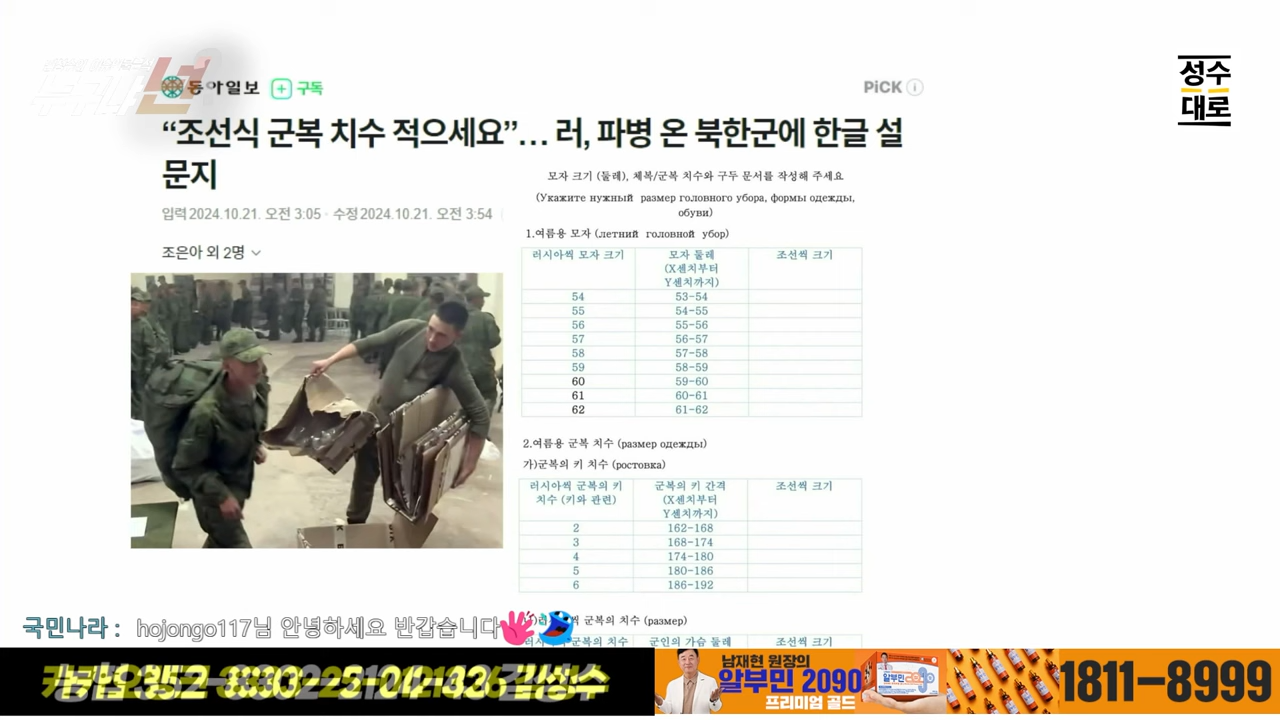 성수
대로
동아일보 + 구독
PiCK i
“조선식 군복 치수 적으세요”… 러, 파병 온 북한군에 한글 설
문지
입력 2024.10.21. 오전 3:05 · 수정 2024.10.21. 오전 3:54
조은아 외 2명
모자 크기 (둘레), 체복/군복 치수와 구두 문서를 작성해 주세요
(Укажите нужный размер головного убора, формы одежды,
обуви)
1.여름용 모자 (летний головной убор)
러시아씩 모자 크기 모자 둘레 조선씩 크기
(X센치부터
Y센치까지)
54 53-54
55 54-55
56 55-56
57 56-57
58 57-58
59 58-59
60 59-60
61 60-61
62 61-62
2.여름용 군복 치수 (размер одежды)
가)군복의 키 치수 (ростовка)
러시아씩 군복의 키 군복의 키 간격 조선씩 크기
치수 (키와 관련) (X센치부터
Y센치까지)
2 162-168
3 168-174
4 174-180
5 180-186
6 186-192
군복의 치수 (размер)
군복의 치수 군인의 가슴 둘레 조선씩 크기
국민나라 : hojongo117님 안녕하세요 반갑습니다
김성수
남재현 원장의
알부민 2090
프리미엄 골드
알부민
1811-8999